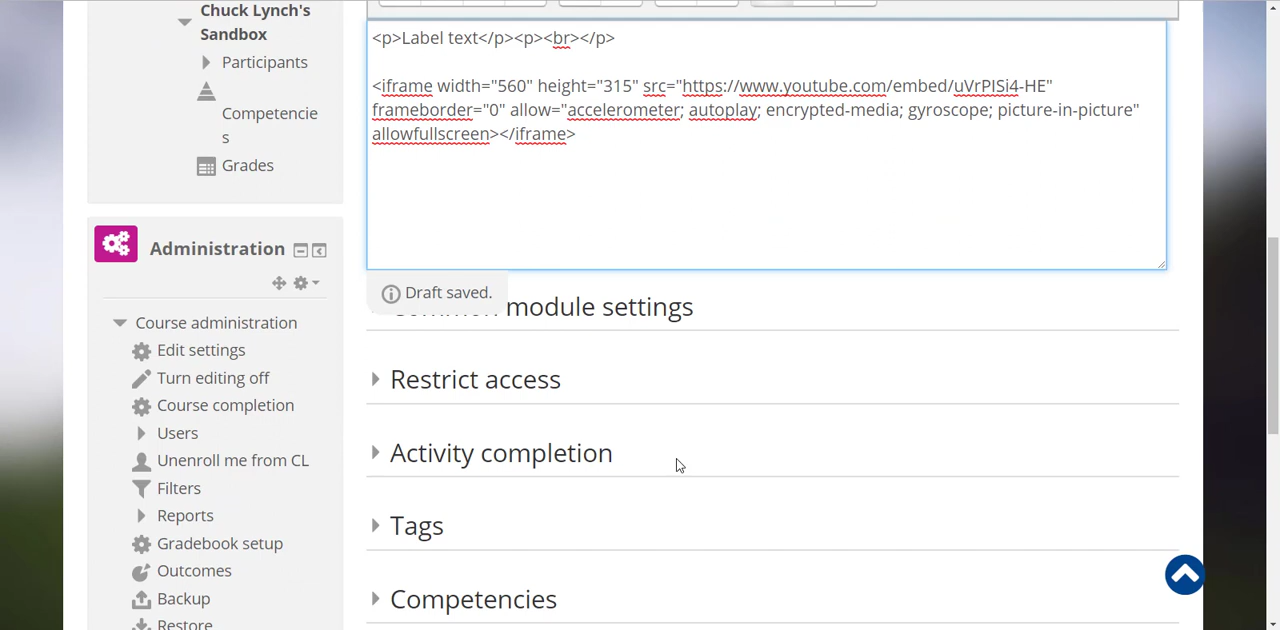 Chuck Lynch's
Sandbox
Participants
Competencie
s
Grades
Administration
Course administration
Edit settings
Turn editing off
Course completion
Users
Unenroll me from CL
Filters
Reports
Gradebook setup
Outcomes
Backup
Restore
<p>Label text</p><p><br></p>
<iframe width="560" height="315" src="https://www.youtube.com/embed/uVrPISi4-HE"
frameborder="0" allow="accelerometer; autoplay; encrypted-media; gyroscope; picture-in-picture"
allowfullscreen></iframe>
Draft saved.
Common module settings
Restrict access
Activity completion
Tags
Competencies